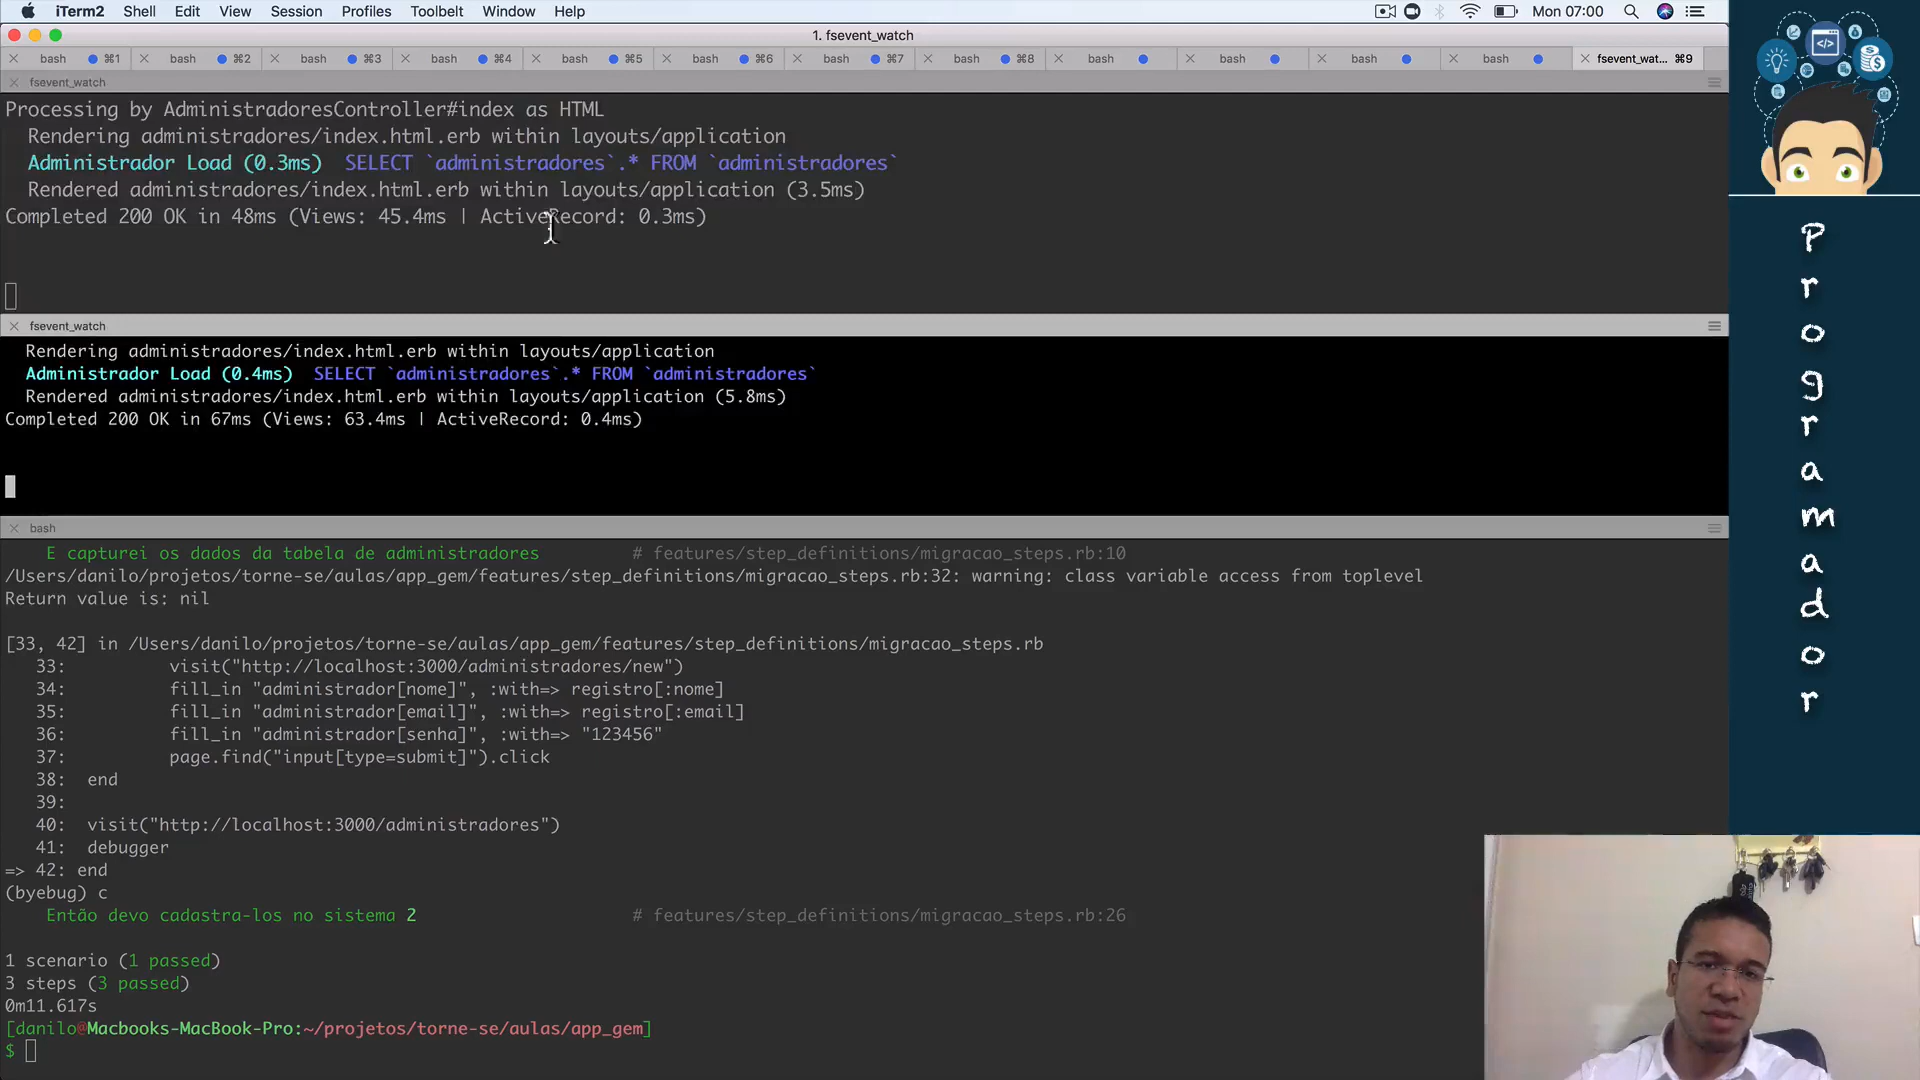 iTerm2 Shell Edit View Session Profiles Toolbelt Window Help Mon 07:00
1. fsevent_watch
bash ⌘1 bash ⌘2 bash ⌘3 bash ⌘4 bash ⌘5 bash ⌘6 bash ⌘7 bash ⌘8 bash bash bash bash fsevent_wat... ⌘9
fsevent_watch
Processing by AdministradoresController#index as HTML
Rendering administradores/index.html.erb within layouts/application
Administrador Load (0.3ms) SELECT `administradores`.* FROM `administradores`
Rendered administradores/index.html.erb within layouts/application (3.5ms)
Completed 200 OK in 48ms (Views: 45.4ms | ActiveRecord: 0.3ms)
fsevent_watch
Rendering administradores/index.html.erb within layouts/application
Administrador Load (0.4ms) SELECT `administradores`.* FROM `administradores`
Rendered administradores/index.html.erb within layouts/application (5.8ms)
Completed 200 OK in 67ms (Views: 63.4ms | ActiveRecord: 0.4ms)
bash
E capturei os dados da tabela de administradores # features/step_definitions/migracao_steps.rb:10
/Users/danilo/projetos/torne-se/aulas/app_gem/features/step_definitions/migracao_steps.rb:32: warning: class variable access from toplevel
Return value is: nil
[33, 42] in /Users/danilo/projetos/torne-se/aulas/app_gem/features/step_definitions/migracao_steps.rb
33: visit("http://localhost:3000/administradores/new")
34: fill_in "administrador[nome]", :with=> registro[:nome]
35: fill_in "administrador[email]", :with=> registro[:email]
36: fill_in "administrador[senha]", :with=> "123456"
37: page.find("input[type=submit]").click
38: end
39:
40: visit("http://localhost:3000/administradores")
41: debugger
=> 42: end
(byebug) c
Então devo cadastra-los no sistema 2 # features/step_definitions/migracao_steps.rb:26
1 scenario (1 passed)
3 steps (3 passed)
0m11.617s
[danilo@Macbooks-MacBook-Pro:~/projetos/torne-se/aulas/app_gem]
$
Programador